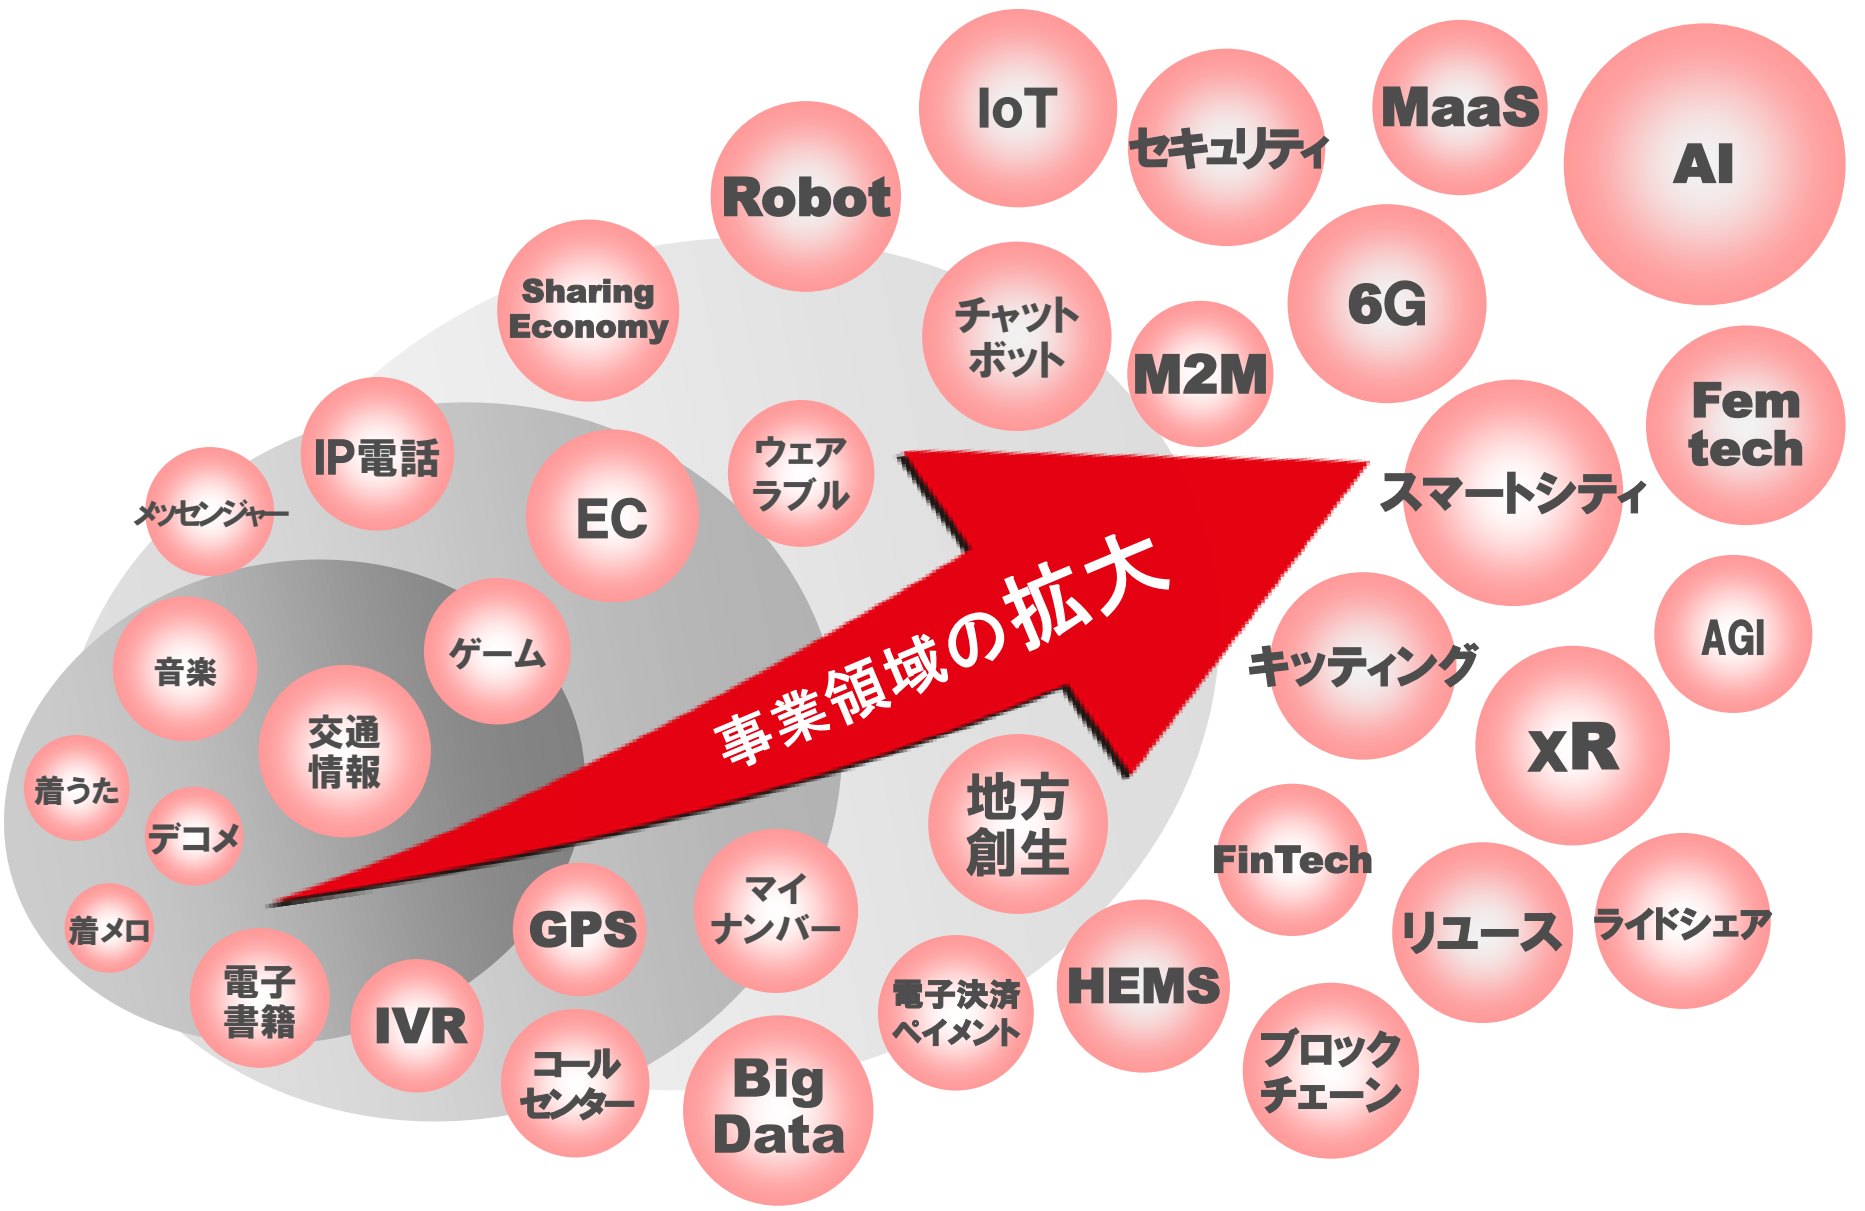 IoT
セキュリティ
MaaS
AI
Robot
Sharing
Economy
チャット
ボット
M2M
6G
Fem
tech
IP電話
メッセンジャー
EC
ウェア
ラブル
スマートシティ
音楽
ゲーム
交通
情報
事業領域の拡大
キッティング
AGI
xR
着うた
デコメ
着メロ
電子
書籍
IVR
GPS
コール
センター
マイ
ナンバー
地方
創生
Big
Data
電子決済
ペイメント
HEMS
FinTech
リユース
ライドシェア
ブロック
チェーン